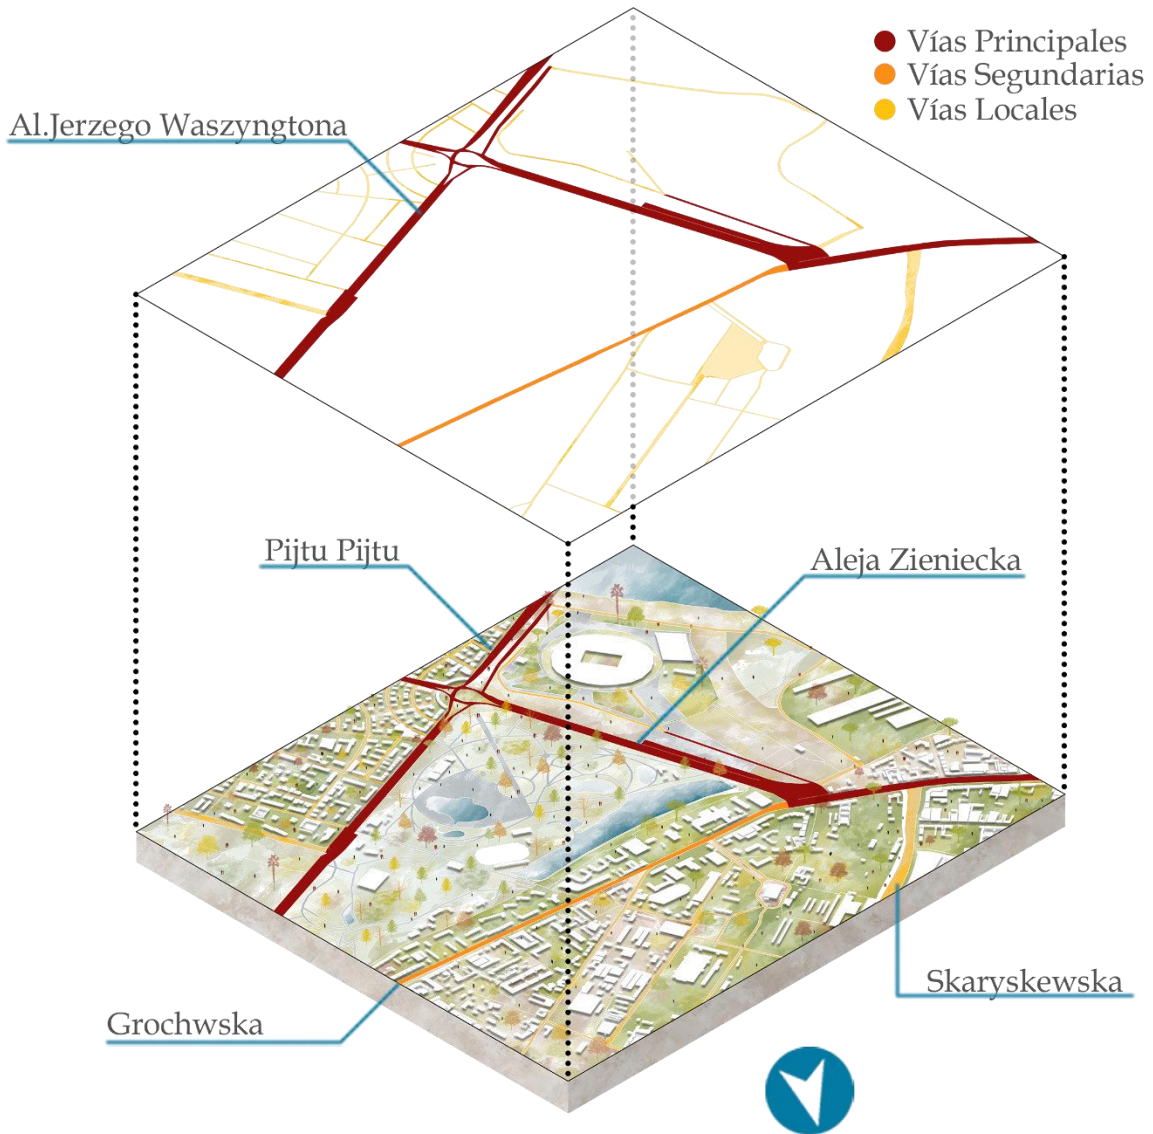 Vías Principales
Vías Segundarias
Vías Locales
Al.Jerzego Waszyngtona
Pijtu Pijtu
Aleja Zieniecka
Skaryskewska
Grochwska